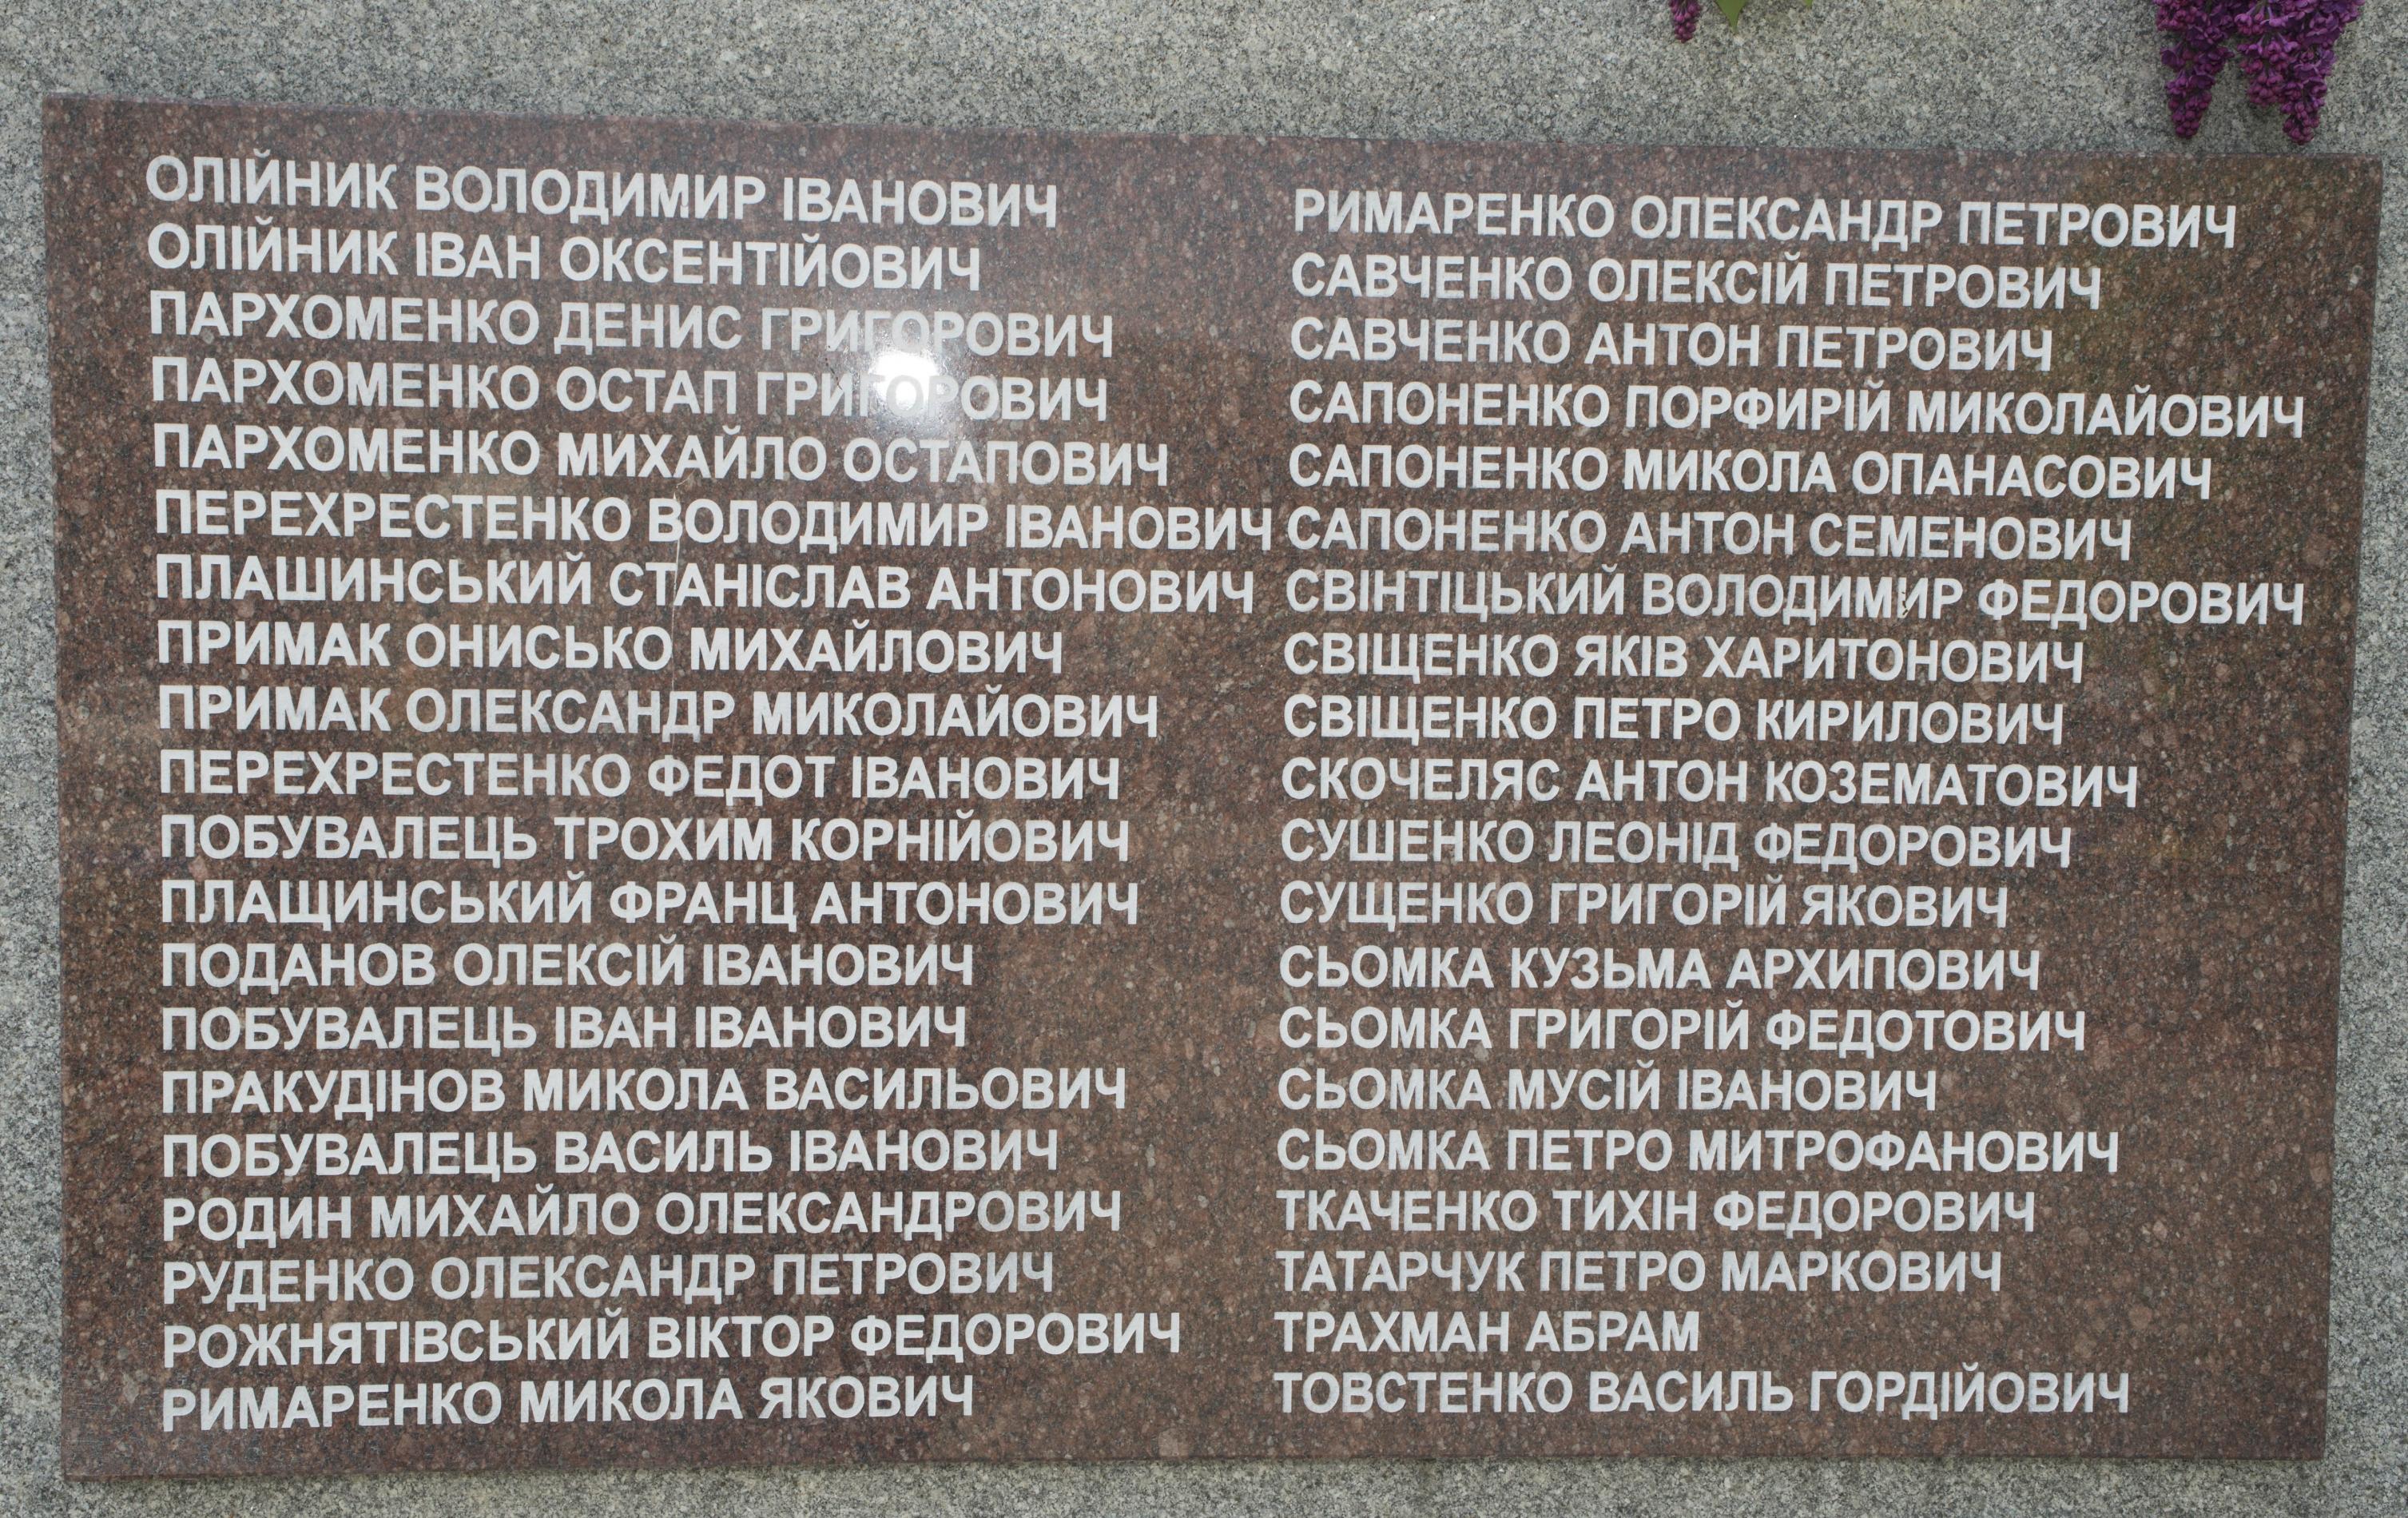 ОЛІЙНИК ВОЛОДИМИР ІВАНОВИЧ
ОЛІЙНИК ІВАН ОКСЕНТІЙОВИЧ
ПАРХОМЕНКО ДЕНИС ГРИГОРОВИЧ
ПАРХОМЕНКО ОСТАП ГРИГОРОВИЧ
ПАРХОМЕНКО МИХАЙЛО ОСТАПОВИЧ
ПЕРЕХРЕСТЕНКО ВОЛОДИМИР ІВАНОВИЧ
ПЛАШИНСЬКИЙ СТАНІСЛАВ АНТОНОВИЧ
ПРИМАК ОНИСЬКО МИХАЙЛОВИЧ
ПРИМАК ОЛЕКСАНДР МИКОЛАЙОВИЧ
ПЕРЕХРЕСТЕНКО ФЕДОТ ІВАНОВИЧ
ПОБУВАЛЕЦЬ ТРОХИМ КОРНІЙОВИЧ
ПЛАЩИНСЬКИЙ ФРАНЦ АНТОНОВИЧ
ПОДАНОВ ОЛЕКСІЙ ІВАНОВИЧ
ПОБУВАЛЕЦЬ ІВАН ІВАНОВИЧ
ПРАКУДІНОВ МИКОЛА ВАСИЛЬОВИЧ
ПОБУВАЛЕЦЬ ВАСИЛЬ ІВАНОВИЧ
РОДИН МИХАЙЛО ОЛЕКСАНДРОВИЧ
РУДЕНКО ОЛЕКСАНДР ПЕТРОВИЧ
РОЖНЯТІВСЬКИЙ ВІКТОР ФЕДОРОВИЧ
РИМАРЕНКО МИКОЛА ЯКОВИЧ
РИМАРЕНКО ОЛЕКСАНДР ПЕТРОВИЧ
САВЧЕНКО ОЛЕКСІЙ ПЕТРОВИЧ
САВЧЕНКО АНТОН ПЕТРОВИЧ
САПОНЕНКО ПОРФИРІЙ МИКОЛАЙОВИЧ
САПОНЕНКО МИКОЛА ОПАНАСОВИЧ
САПОНЕНКО АНТОН СЕМЕНОВИЧ
СВІНТІЦЬКИЙ ВОЛОДИМИР ФЕДОРОВИЧ
СВІЩЕНКО ЯКІВ ХАРИТОНОВИЧ
СВІЩЕНКО ПЕТРО КИРИЛОВИЧ
СКОЧЕЛЯС АНТОН КОЗЕМАТОВИЧ
СУШЕНКО ЛЕОНІД ФЕДОРОВИЧ
СУЩЕНКО ГРИГОРІЙ ЯКОВИЧ
СЬОМКА КУЗЬМА АРХИПОВИЧ
СЬОМКА ГРИГОРІЙ ФЕДОТОВИЧ
СЬОМКА МУСІЙ ІВАНОВИЧ
СЬОМКА ПЕТРО МИТРОФАНОВИЧ
ТКАЧЕНКО ТИХІН ФЕДОРОВИЧ
ТАТАРЧУК ПЕТРО МАРКОВИЧ
ТРАХМАН АБРАМ
ТОВСТЕНКО ВАСИЛЬ ГОРДІЙОВИЧ